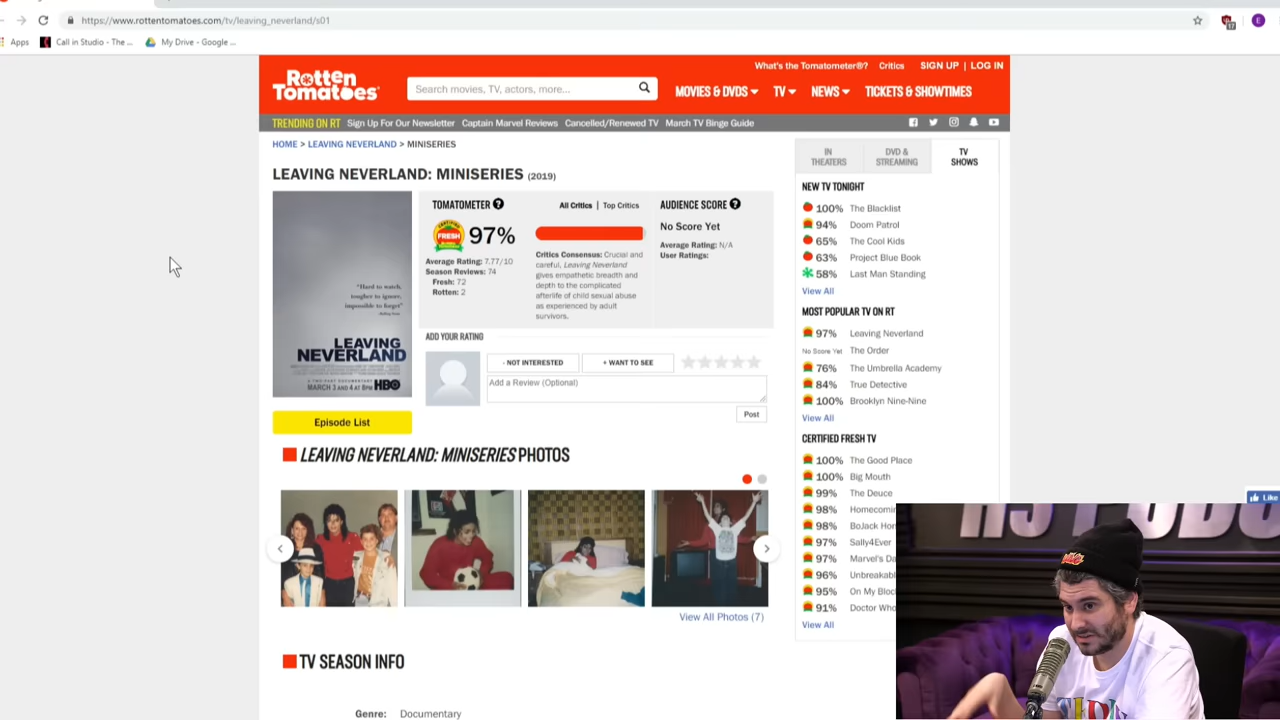 https://www.rottentomatoes.com/tv/leaving_neverland/s01
Apps Call in Studio - The ... My Drive - Google ...
What's the Tomatometer®? Critics SIGN UP | LOG IN
Rotten
Tomatoes
Search movies, TV, actors, more...
MOVIES & DVDS TV NEWS TICKETS & SHOWTIMES
TRENDING ON RT Sign Up For Our Newsletter Captain Marvel Reviews Cancelled/Renewed TV March TV Binge Guide
HOME > LEAVING NEVERLAND > MINISERIES
LEAVING NEVERLAND: MINISERIES (2019)
"Hard to watch,
tougher to ignore,
impossible to forget"
LEAVING
NEVERLAND
A TWO PART DOCUMENTARY
MARCH 3 AND 4 AT 8PM HBO
Episode List
TOMATOMETER ?
FRESH 97%
Average Rating: 7.77/10
Season Reviews: 74
Fresh: 72
Rotten: 2
All Critics | Top Critics
Critics Consensus: Crucial and
careful, Leaving Neverland
gives empathetic breadth and
depth to the complicated
afterlife of child sexual abuse
as experienced by adult
survivors.
AUDIENCE SCORE ?
No Score Yet
Average Rating: N/A
User Ratings:
ADD YOUR RATING
- NOT INTERESTED + WANT TO SEE
Add a Review (Optional)
Post
LEAVING NEVERLAND: MINISERIES PHOTOS
View All Photos (7)
TV SEASON INFO
Genre: Documentary
IN
THEATERS
DVD &
STREAMING
TV
SHOWS
NEW TV TONIGHT
100% The Blacklist
94% Doom Patrol
65% The Cool Kids
63% Project Blue Book
58% Last Man Standing
View All
MOST POPULAR TV ON RT
97% Leaving Neverland
No Score Yet The Order
76% The Umbrella Academy
84% True Detective
100% Brooklyn Nine-Nine
View All
CERTIFIED FRESH TV
100% The Good Place
100% Big Mouth
99% The Deuce
98% Homecomin
98% BoJack Hor
97% Sally4Ever
97% Marvel's Da
96% Unbreakabl
95% On My Bloc
91% Doctor Who
View All
Like
E